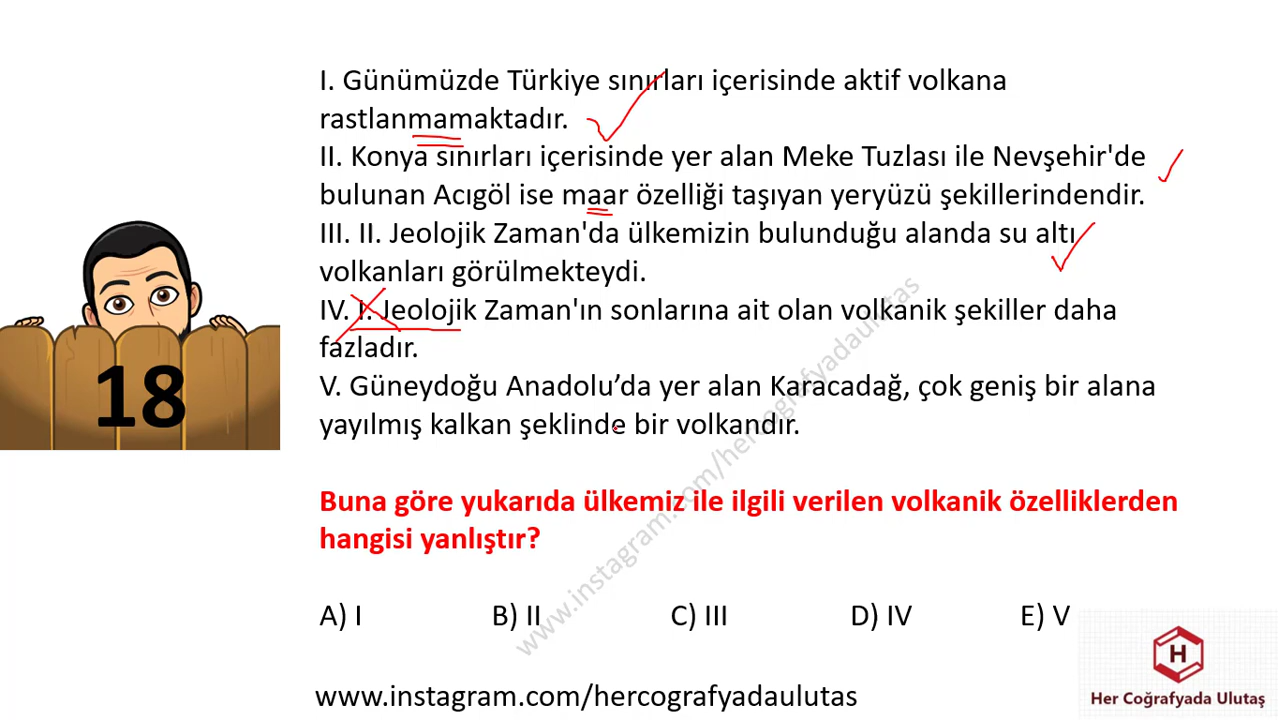 I. Günümüzde Türkiye sınırları içerisinde aktif volkana
rastlanmamaktadır.
II. Konya sınırları içerisinde yer alan Meke Tuzlası ile Nevşehir'de
bulunan Acıgöl ise maar özelliği taşıyan yeryüzü şekillerindendir.
III. II. Jeolojik Zaman'da ülkemizin bulunduğu alanda su altı
volkanları görülmekteydi.
IV. I. Jeolojik Zaman'ın sonlarına ait olan volkanik şekiller daha
fazladır.
V. Güneydoğu Anadolu’da yer alan Karacadağ, çok geniş bir alana
yayılmış kalkan şeklinde bir volkandır.
18
Buna göre yukarıda ülkemiz ile ilgili verilen volkanik özelliklerden
hangisi yanlıştır?
A) I B) II C) III D) IV E) V
www.instagram.com/hercografyadaulutas
www.instagram.com/hercografyadaulutas
H
Her Coğrafyada Ulutaş